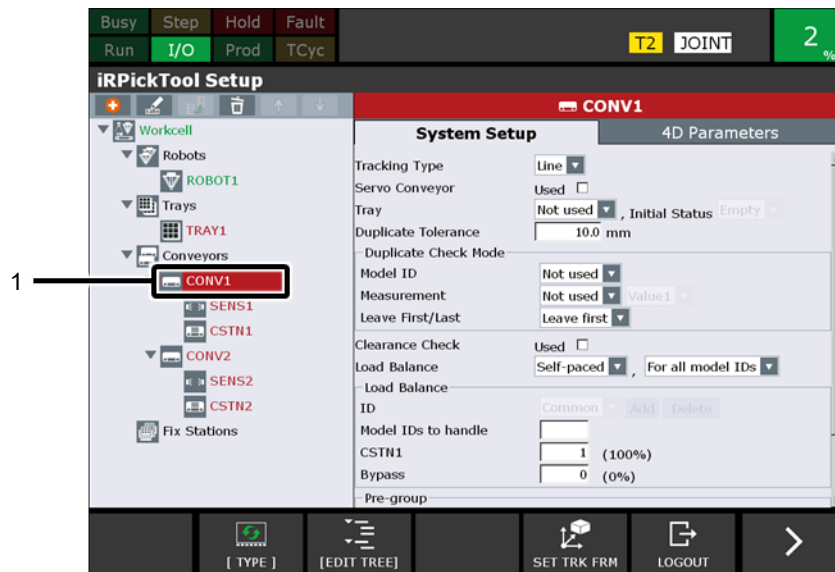 Busy Step Hold Fault
Run I/O Prod TCyc
T2 JOINT
2 %
iRPickTool Setup
CONV1
Workcell
Robots
ROBOT1
Trays
TRAY1
Conveyors
1
CONV1
SENS1
CSTN1
CONV2
SENS2
CSTN2
Fix Stations
System Setup 4D Parameters
Tracking Type Line
Servo Conveyor Used
Tray Not used , Initial Status Empty
Duplicate Tolerance 10.0 mm
Duplicate Check Mode
Model ID Not used
Measurement Not used Value1
Leave First/Last Leave first
Clearance Check Used
Load Balance Self-paced , For all model IDs
Load Balance
ID Common Add Delete
Model IDs to handle
CSTN1 1 (100%)
Bypass 0 (0%)
Pre-group
[ TYPE ] [EDIT TREE] SET TRK FRM LOGOUT